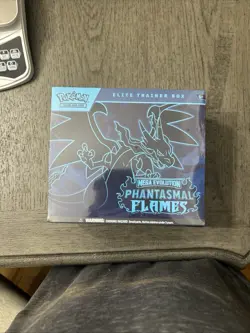 Pokémon
ELITE TRAINER BOX
MEGA EVOLUTION
PHANTASMAL
FLAMES
WARNING: